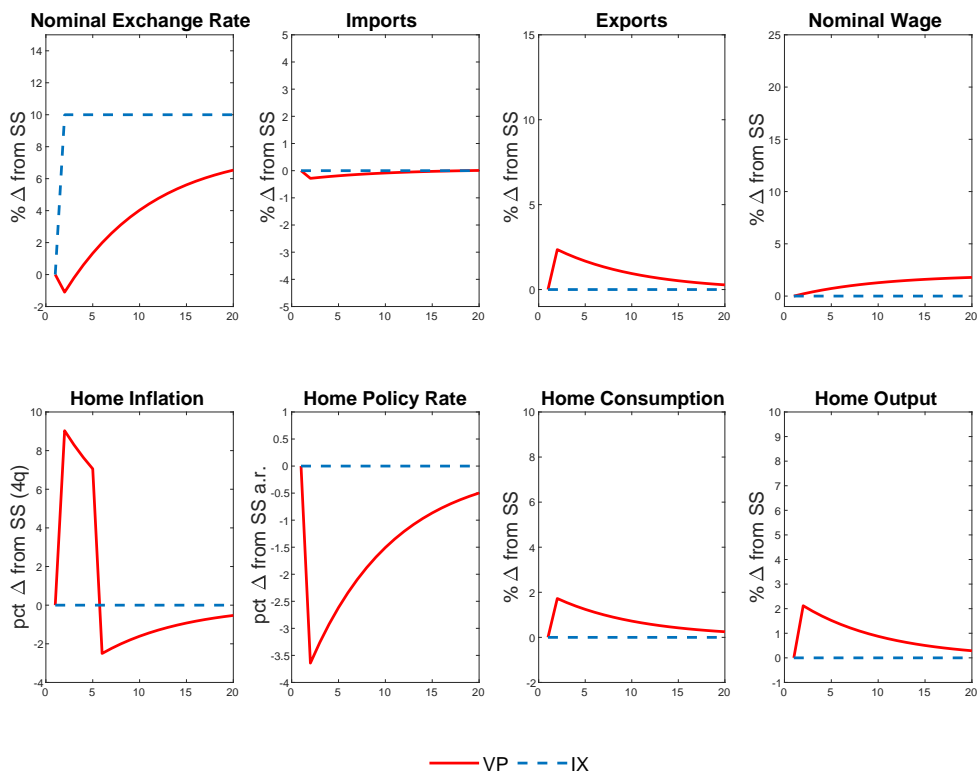 Nominal Exchange Rate
% Δ from SS
14
12
10
8
6
4
2
0
-2
0 5 10 15 20
Imports
% Δ from SS
5
4
3
2
1
0
-1
-2
-3
-4
-5
0 5 10 15 20
Exports
% Δ from SS
15
10
5
0
0 5 10 15 20
Nominal Wage
% Δ from SS
25
20
15
10
5
0
0 5 10 15 20
Home Inflation
pct Δ from SS (4q)
10
8
6
4
2
0
-2
-4
0 5 10 15 20
Home Policy Rate
pct Δ from SS a.r.
1
0.5
0
-0.5
-1
-1.5
-2
-2.5
-3
-3.5
-4
0 5 10 15 20
Home Consumption
% Δ from SS
10
8
6
4
2
0
-2
0 5 10 15 20
Home Output
% Δ from SS
10
9
8
7
6
5
4
3
2
1
0
-1
0 5 10 15 20
VP IX